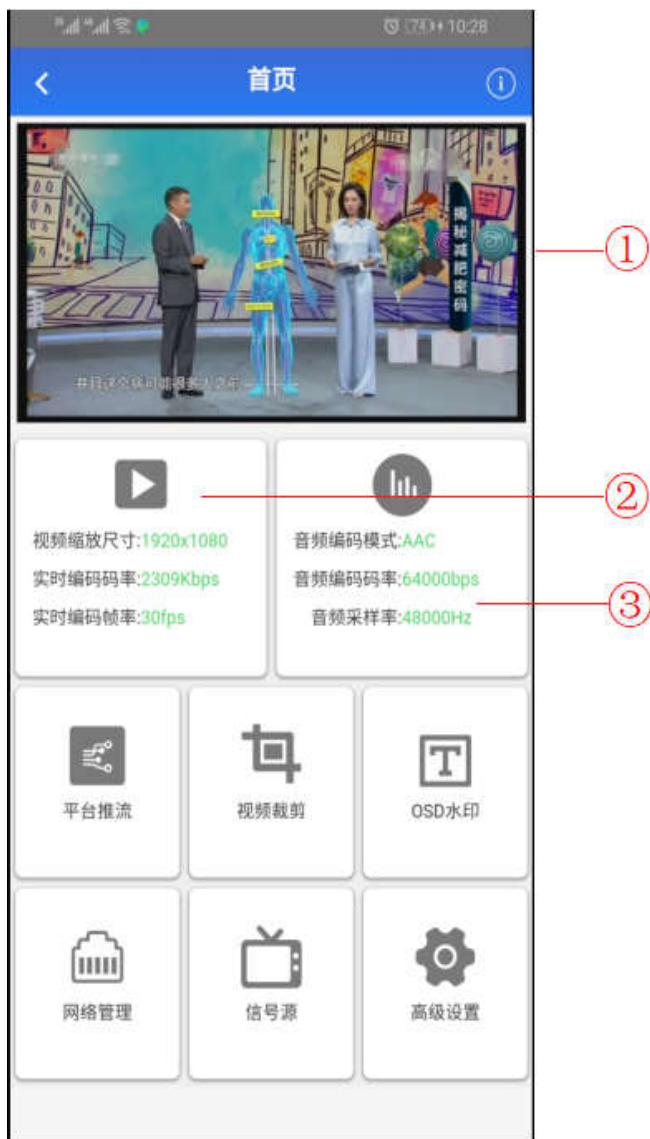 10:28
首页
①
揭秘减肥密码
②
视频缩放尺寸:1920x1080
实时编码码率:2309Kbps
实时编码帧率:30fps
音频编码模式:AAC
音频编码码率:64000bps
音频采样率:48000Hz
③
平台推流
视频裁剪
OSD水印
网络管理
信号源
高级设置